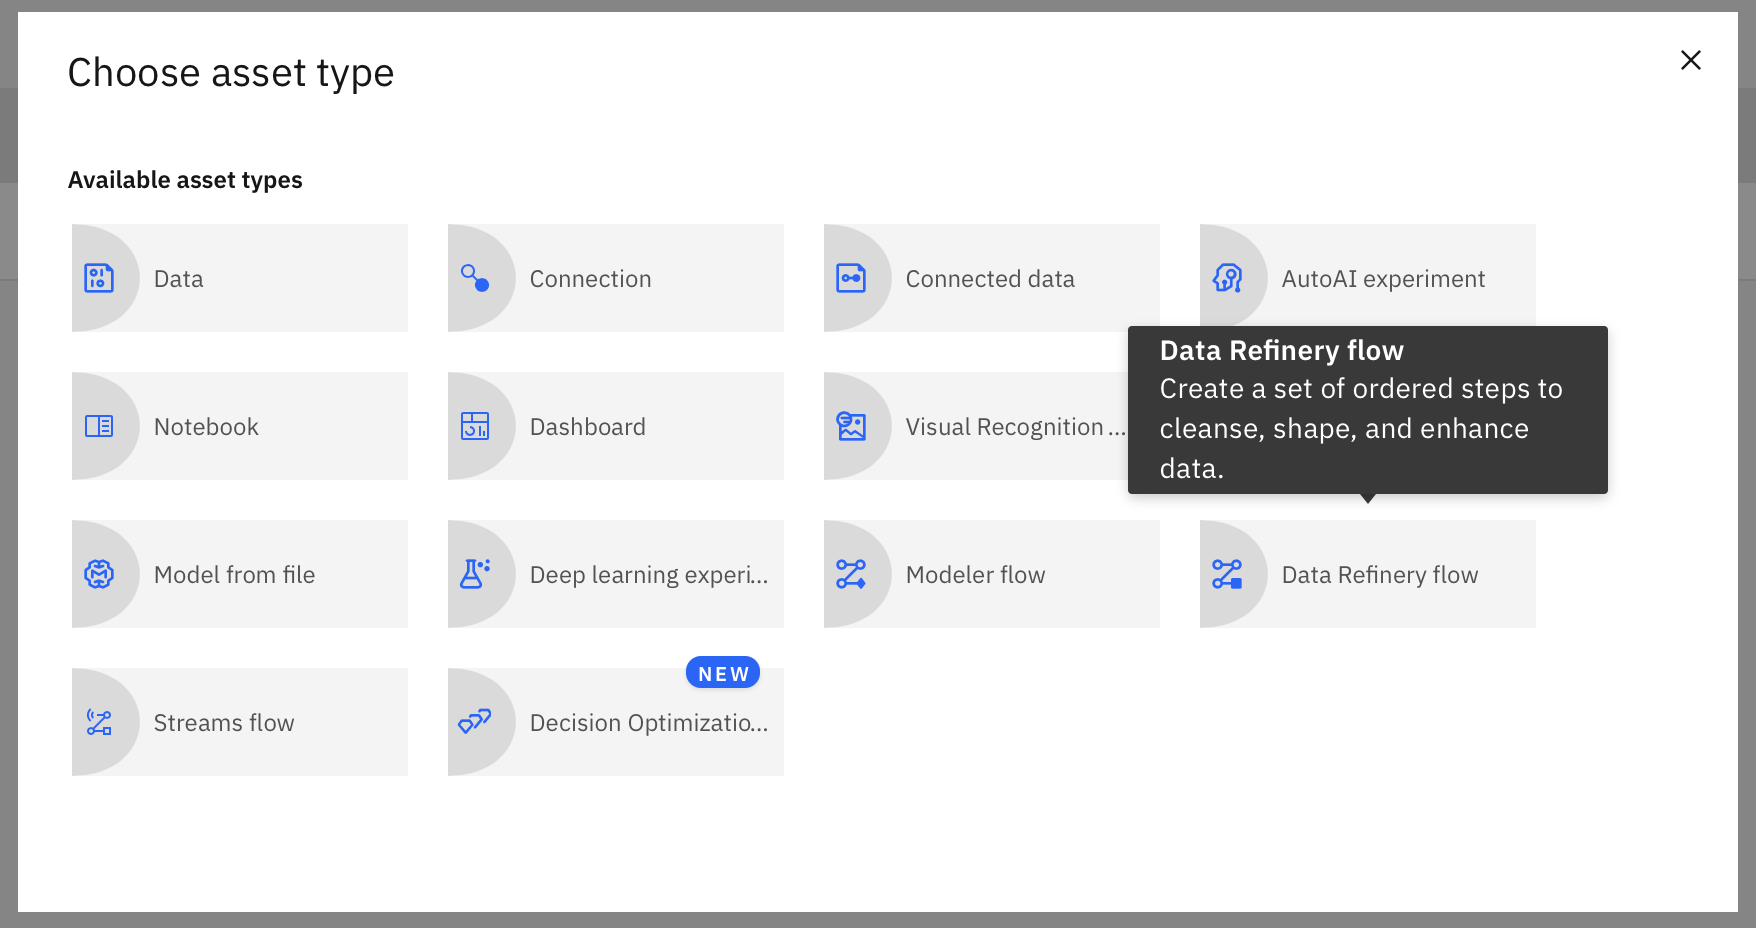 Choose asset type
Available asset types
Data
Connection
Connected data
AutoAI experiment
Notebook
Dashboard
Visual Recognition ...
Data Refinery flow
Create a set of ordered steps to
cleanse, shape, and enhance
data.
Model from file
Deep learning experi...
Modeler flow
Data Refinery flow
Streams flow
NEW
Decision Optimizatio...